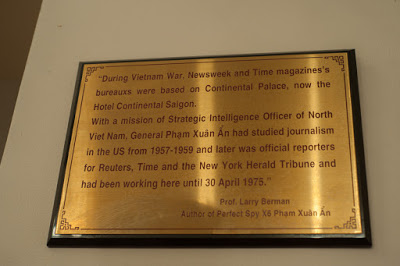 "During Vietnam War, Newsweek and Time magazines's
bureauxs were based on Continental Palace, now the
Hotel Continental Saigon.
With a mission of Strategic Intelligence Officer of North
Viet Nam, General Phạm Xuân Ẩn had studied journalism
in the US from 1957-1959 and later was official reporters
for Reuters, Time and the New York Herald Tribune and
had been working here until 30 April 1975."
Prof. Larry Berman
Author of Perfect Spy X6 Phạm Xuân Ẩn